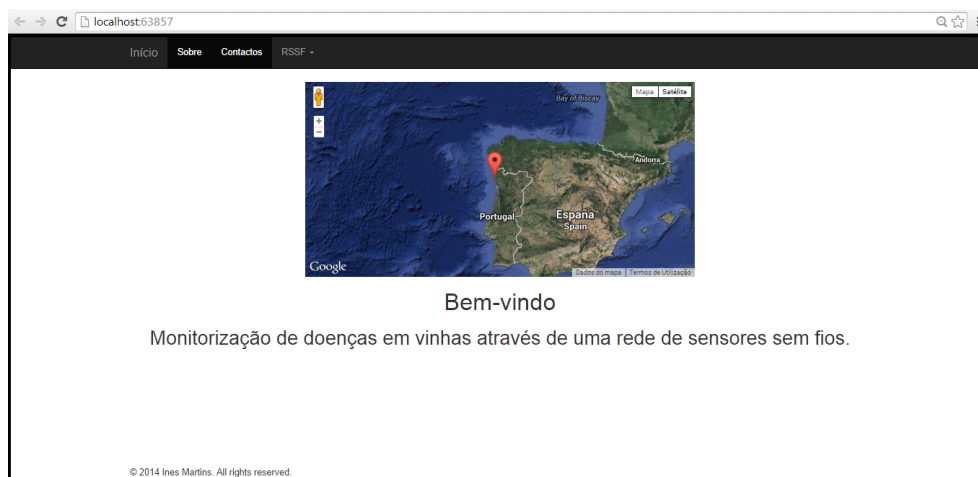 localhost:63857
Início Sobre Contactos RSSF
Bay of Biscay
Mapa Satélite
Andorra
Portugal
España
Spain
Google
Dados do mapa Termos de Utilização
Bem-vindo
Monitorização de doenças em vinhas através de uma rede de sensores sem fios.
© 2014 Ines Martins. All rights reserved.